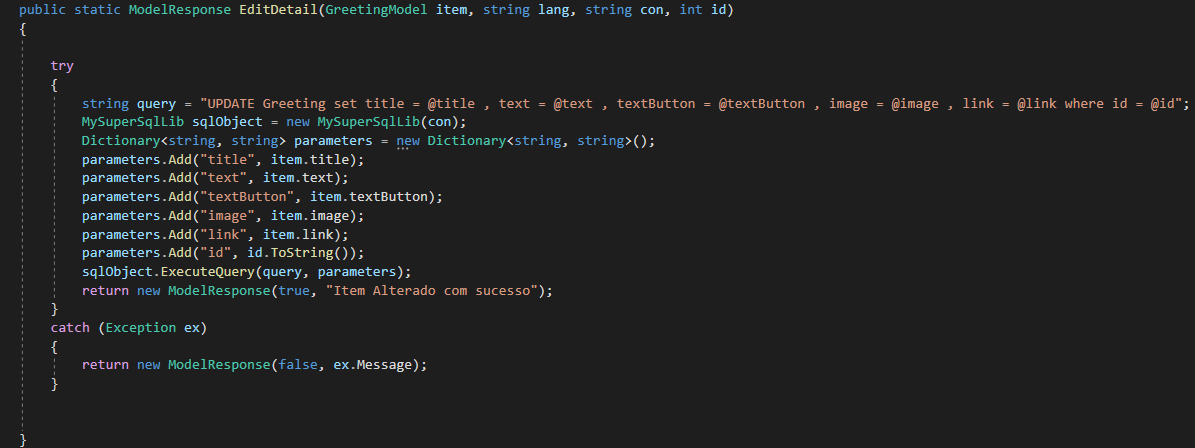 public static ModelResponse EditDetail(GreetingModel item, string lang, string con, int id)
{
try
{
string query = "UPDATE Greeting set title = @title , text = @text , textButton = @textButton , image = @image , link = @link where id = @id";
MySuperSqlLib sqlObject = new MySuperSqlLib(con);
Dictionary<string, string> parameters = new Dictionary<string, string>();
parameters.Add("title", item.title);
parameters.Add("text", item.text);
parameters.Add("textButton", item.textButton);
parameters.Add("image", item.image);
parameters.Add("link", item.link);
parameters.Add("id", id.ToString());
sqlObject.ExecuteQuery(query, parameters);
return new ModelResponse(true, "Item Alterado com sucesso");
}
catch (Exception ex)
{
return new ModelResponse(false, ex.Message);
}
}